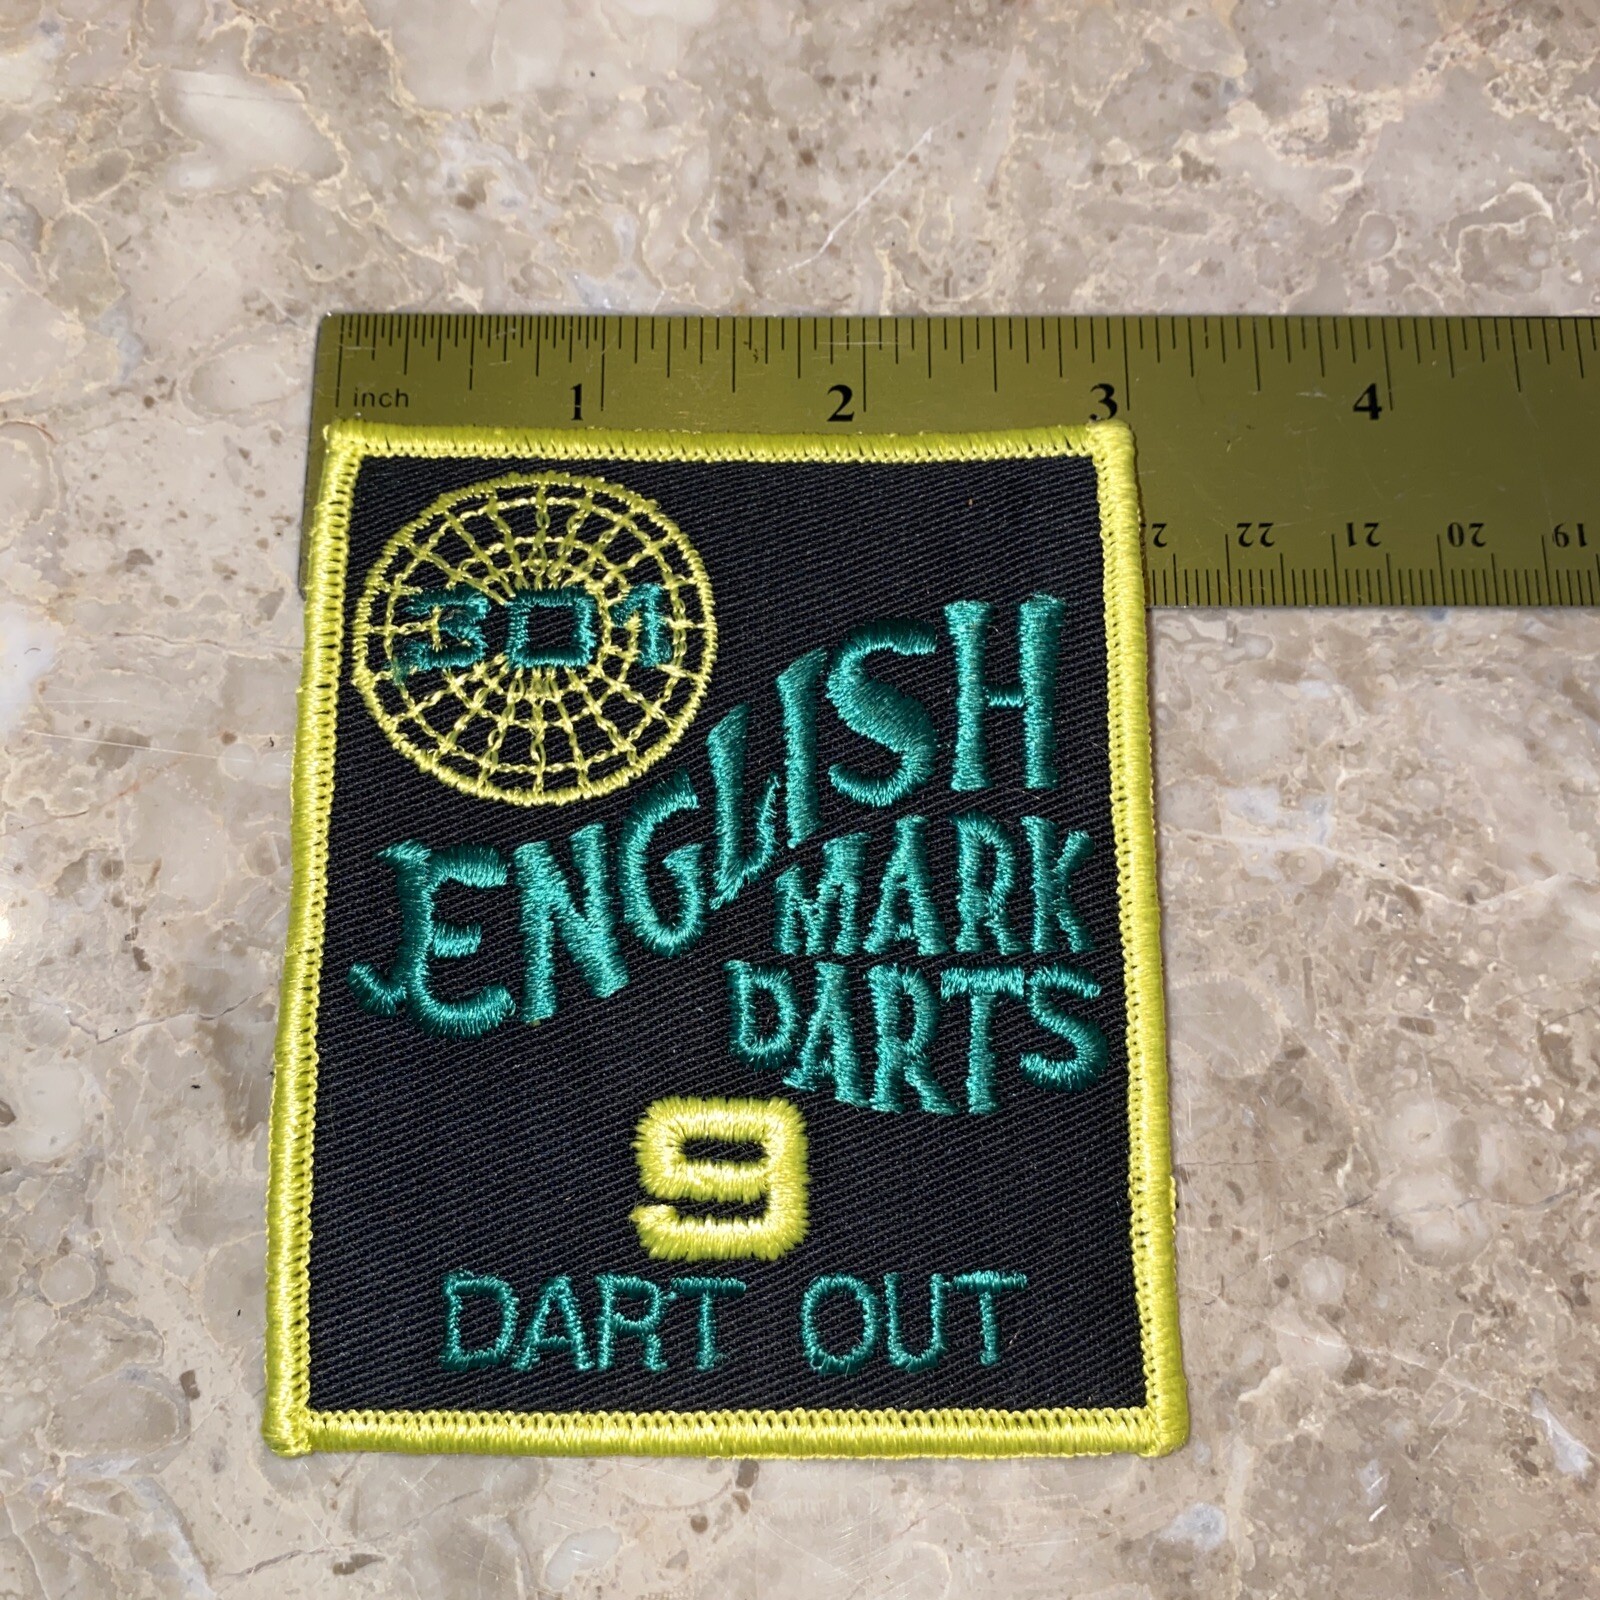 inch 1 2 3 4
22 21 20 19
301
ENGLISH
MARK
DARTS
9
DART OUT